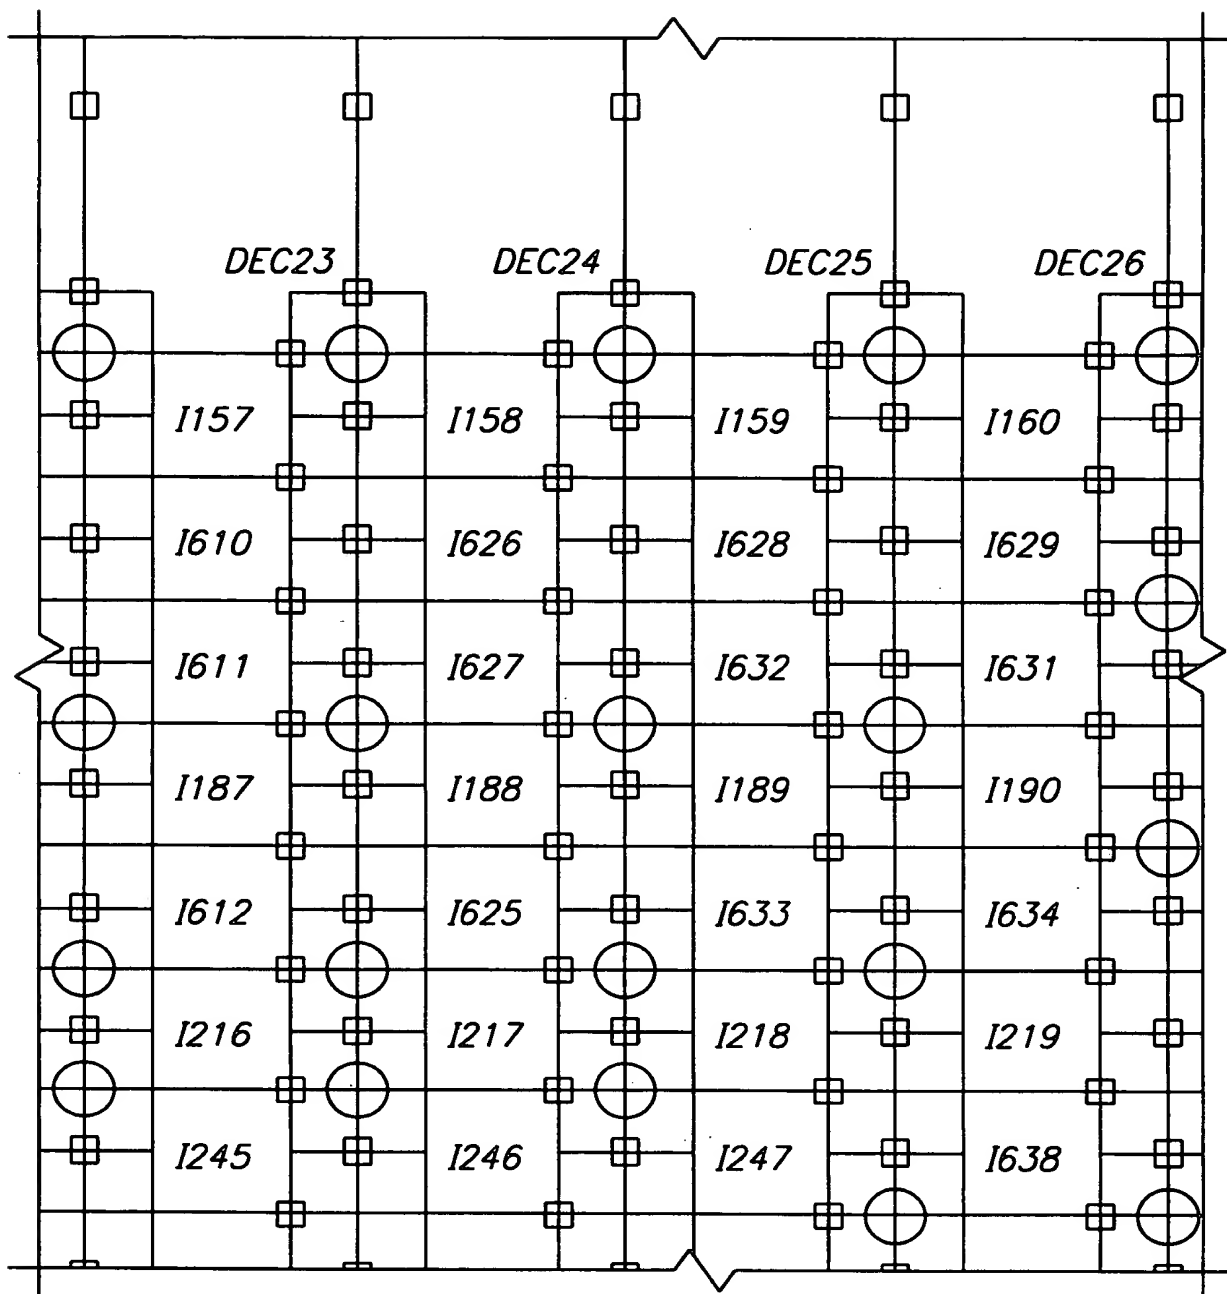 DEC23 DEC24 DEC25 DEC26
I157 I158 I159 I160
I610 I626 I628 I629
I611 I627 I632 I631
I187 I188 I189 I190
I612 I625 I633 I634
I216 I217 I218 I219
I245 I246 I247 I638